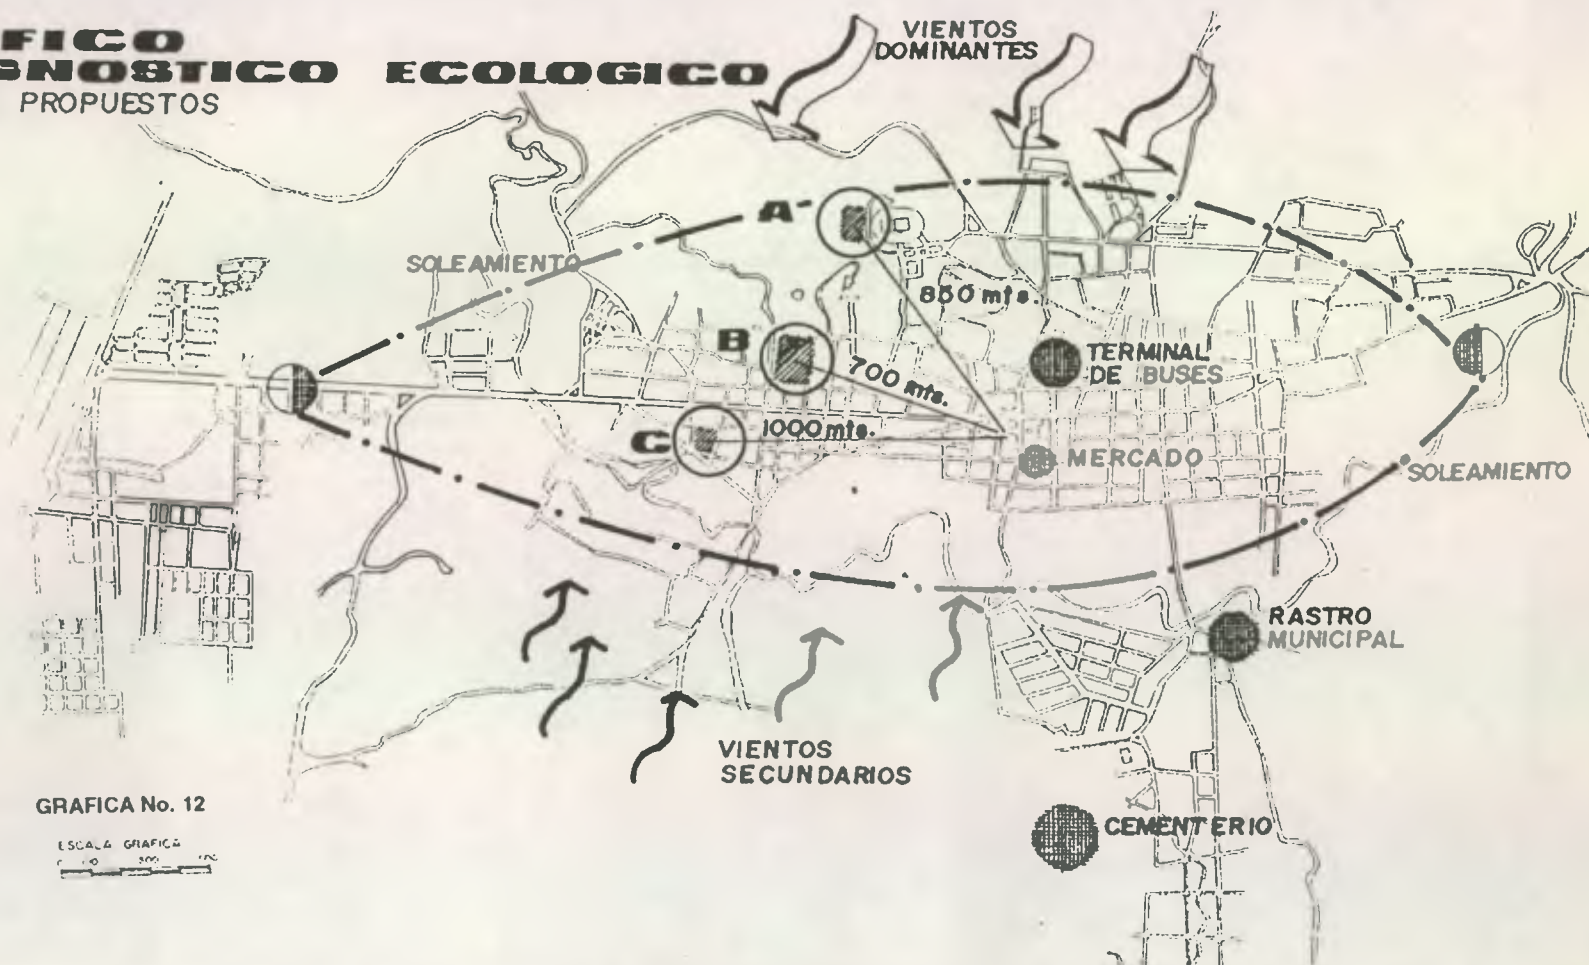 FICO
GNOSTICO ECOLOGICO
PROPUESTOS
VIENTOS
DOMINANTES
A
SOLEAMIENTO
850 mts.
B
TERMINAL
DE BUSES
700 mts.
C
1000 mts.
MERCADO
SOLEAMIENTO
RASTRO
MUNICIPAL
VIENTOS
SECUNDARIOS
GRAFICA No. 12
CEMENTERIO
ESCALA GRAFICA